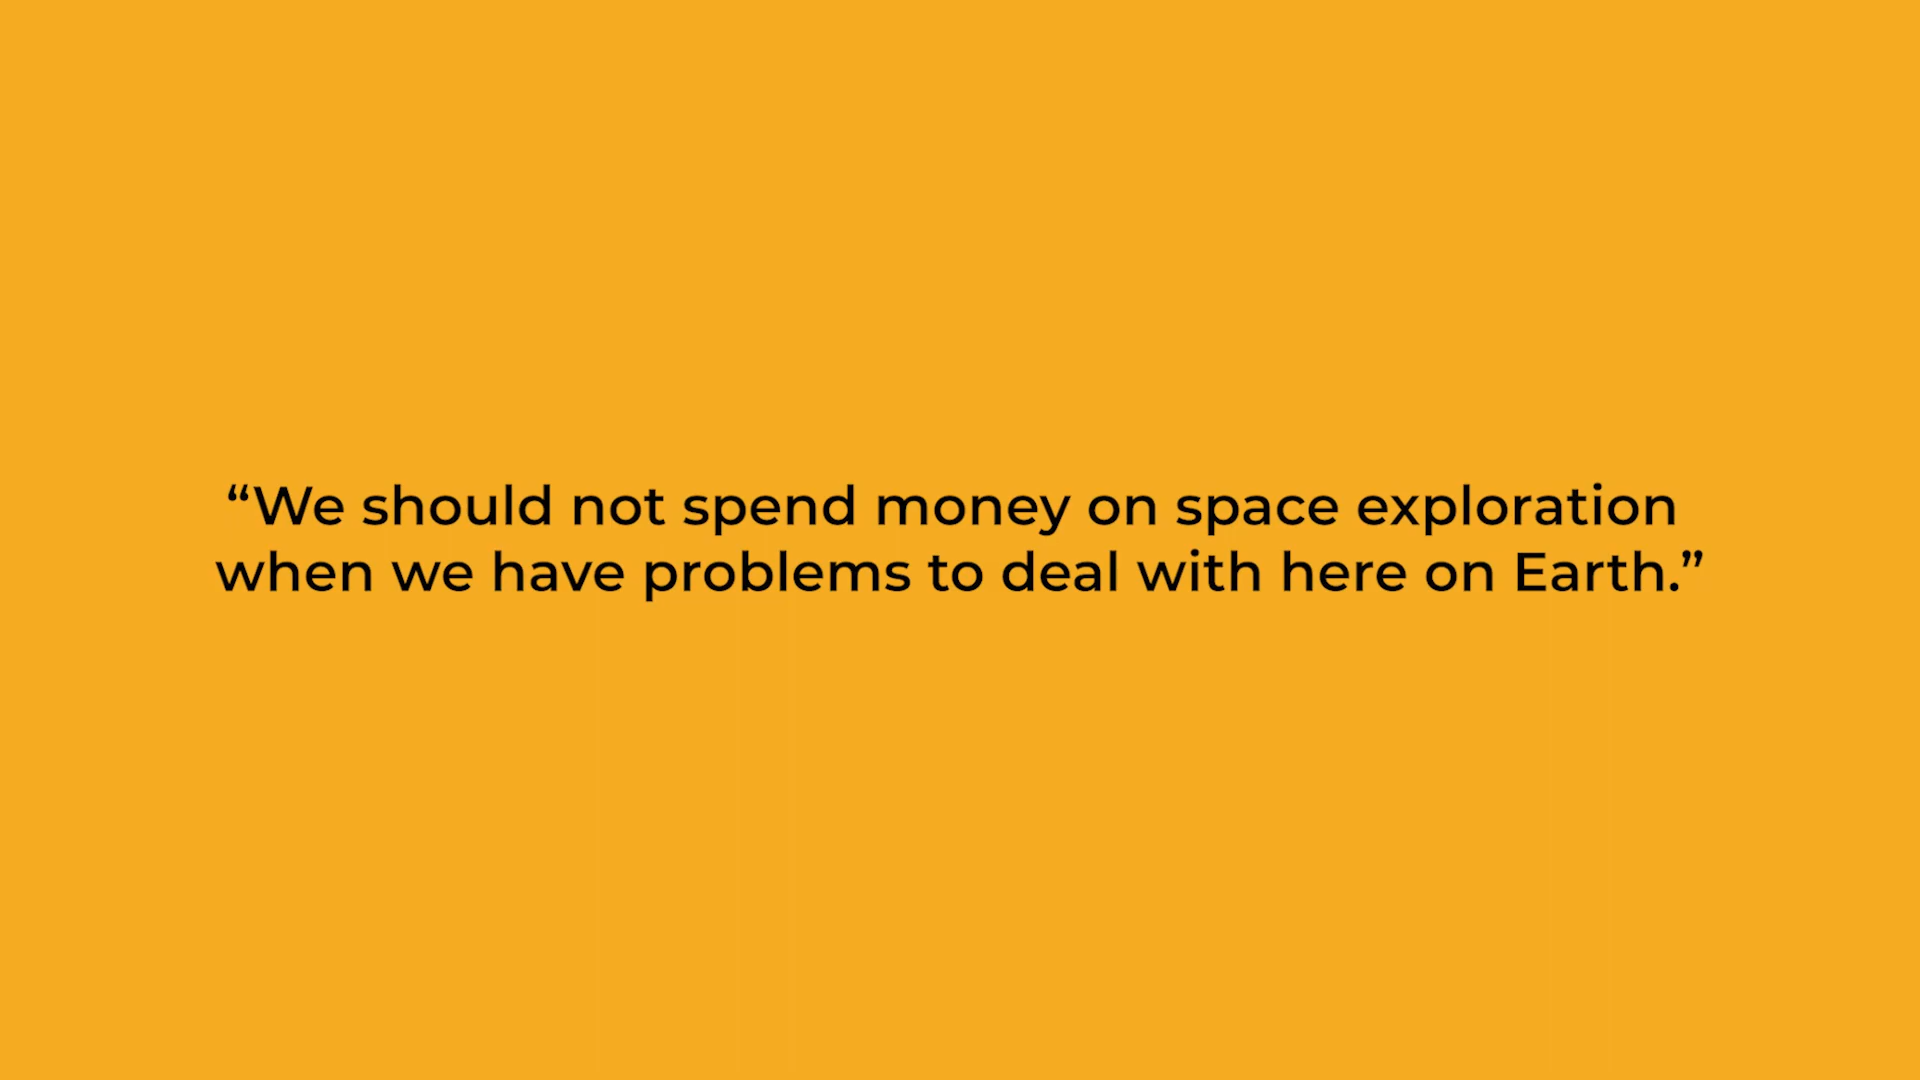 “We should not spend money on space exploration
when we have problems to deal with here on Earth.”